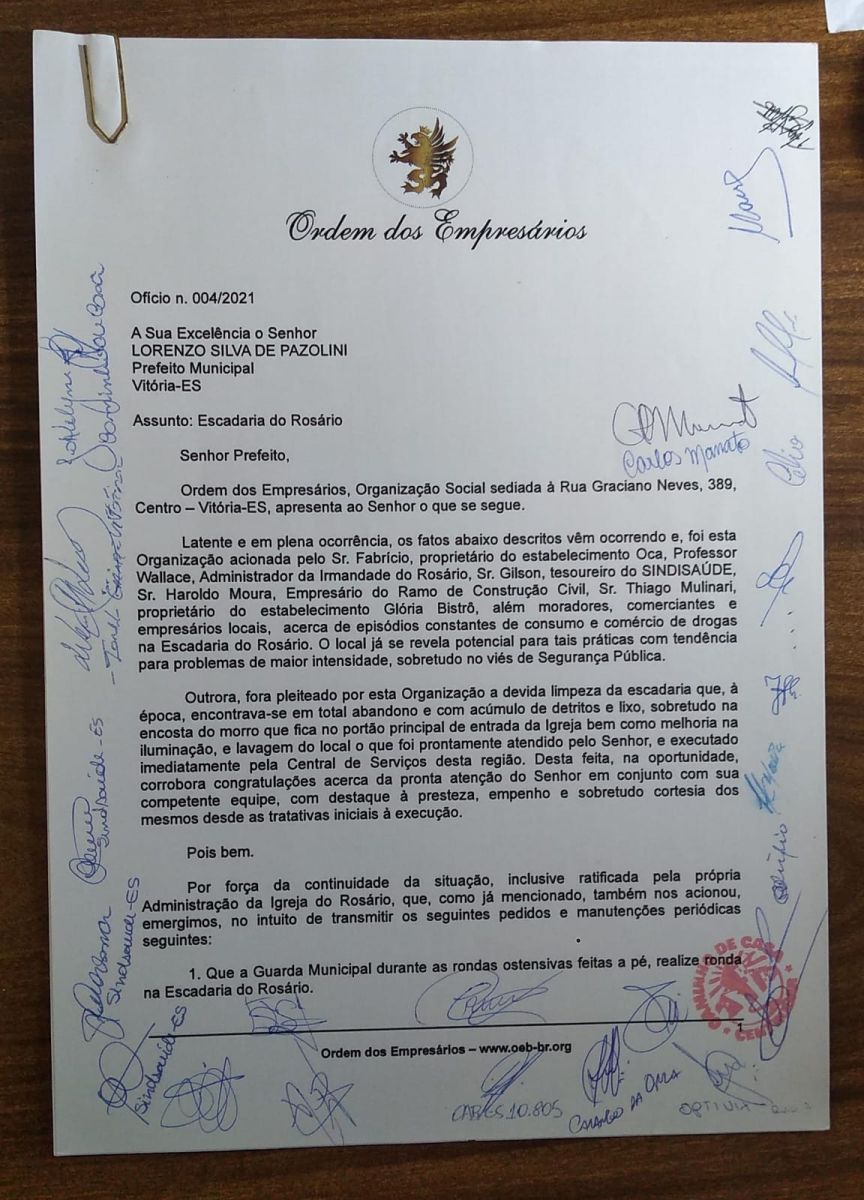 Ordem dos Empresários
Ofício n. 004/2021
A Sua Excelência o Senhor
LORENZO SILVA DE PAZOLINI
Prefeito Municipal
Vitória-ES
Assunto: Escadaria do Rosário
Carlos Manato
Senhor Prefeito,
Ordem dos Empresários, Organização Social sediada à Rua Graciano Neves, 389,
Centro – Vitória-ES, apresenta ao Senhor o que se segue.
Latente e em plena ocorrência, os fatos abaixo descritos vêm ocorrendo e, foi esta
Organização acionada pelo Sr. Fabrício, proprietário do estabelecimento Oca, Professor
Wallace, Administrador da Irmandade do Rosário, Sr. Gilson, tesoureiro do SINDISAÚDE,
Sr. Haroldo Moura, Empresário do Ramo de Construção Civil, Sr. Thiago Mulinari,
proprietário do estabelecimento Glória Bistrô, além moradores, comerciantes e
empresários locais, acerca de episódios constantes de consumo e comércio de drogas
na Escadaria do Rosário. O local já se revela potencial para tais práticas com tendência
para problemas de maior intensidade, sobretudo no viés de Segurança Pública.
Outrora, fora pleiteado por esta Organização a devida limpeza da escadaria que, à
época, encontrava-se em total abandono e com acúmulo de detritos e lixo, sobretudo na
encosta do morro que fica no portão principal de entrada da Igreja bem como melhoria na
iluminação, e lavagem do local o que foi prontamente atendido pelo Senhor, e executado
imediatamente pela Central de Serviços desta região. Desta feita, na oportunidade,
corrobora congratulações acerca da pronta atenção do Senhor em conjunto com sua
competente equipe, com destaque à presteza, empenho e sobretudo cortesia dos
mesmos desde as tratativas iniciais à execução.
Pois bem.
Por força da continuidade da situação, inclusive ratificada pela própria
Administração da Igreja do Rosário, que, como já mencionado, também nos acionou,
emergimos, no intuito de transmitir os seguintes pedidos e manutenções periódicas
seguintes:
1. Que a Guarda Municipal durante as rondas ostensivas feitas a pé, realize ronda
na Escadaria do Rosário.
1
Ordem dos Empresários – www.oeb-br.org
Sindsaúde-ES
Sindsaúde-ES
Sindsaúde-ES
OAB/ES 10.805